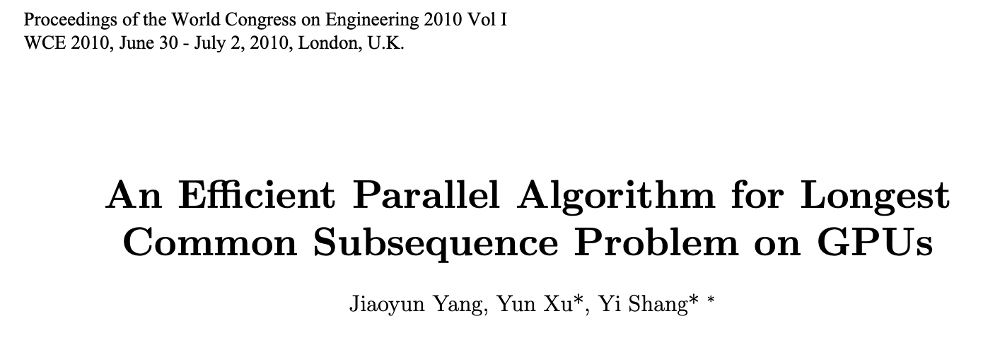 Proceedings of the World Congress on Engineering 2010 Vol I
WCE 2010, June 30 - July 2, 2010, London, U.K.
An Efficient Parallel Algorithm for Longest
Common Subsequence Problem on GPUs
Jiaoyun Yang, Yun Xu*, Yi Shang* *